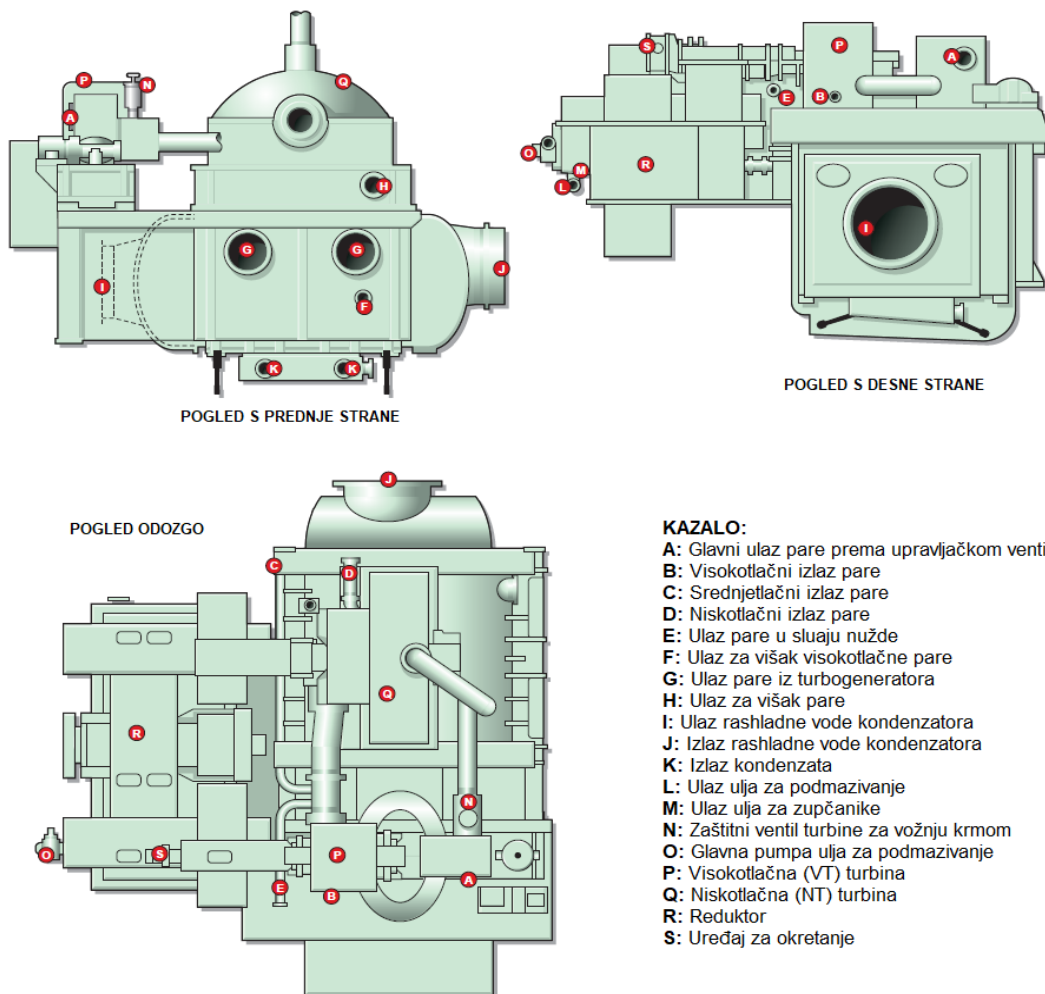 P
N
Q
A
H
G
G
J
I
F
K
K
POGLED S PREDNJE STRANE
S
P
A
E
B
O
M
R
L
I
POGLED S DESNE STRANE
POGLED ODOZGO
J
C
D
Q
R
N
O
S
P
E
B
A
KAZALO:
A: Glavni ulaz pare prema upravljačkom venti
B: Visokotlačni izlaz pare
C: Srednjetlačni izlaz pare
D: Niskotlačni izlaz pare
E: Ulaz pare u sluaju nužde
F: Ulaz za višak visokotlačne pare
G: Ulaz pare iz turbogeneratora
H: Ulaz za višak pare
I: Ulaz rashladne vode kondenzatora
J: Izlaz rashladne vode kondenzatora
K: Izlaz kondenzata
L: Ulaz ulja za podmazivanje
M: Ulaz ulja za zupčanike
N: Zaštitni ventil turbine za vožnju krmom
O: Glavna pumpa ulja za podmazivanje
P: Visokotlačna (VT) turbina
Q: Niskotlačna (NT) turbina
R: Reduktor
S: Uređaj za okretanje